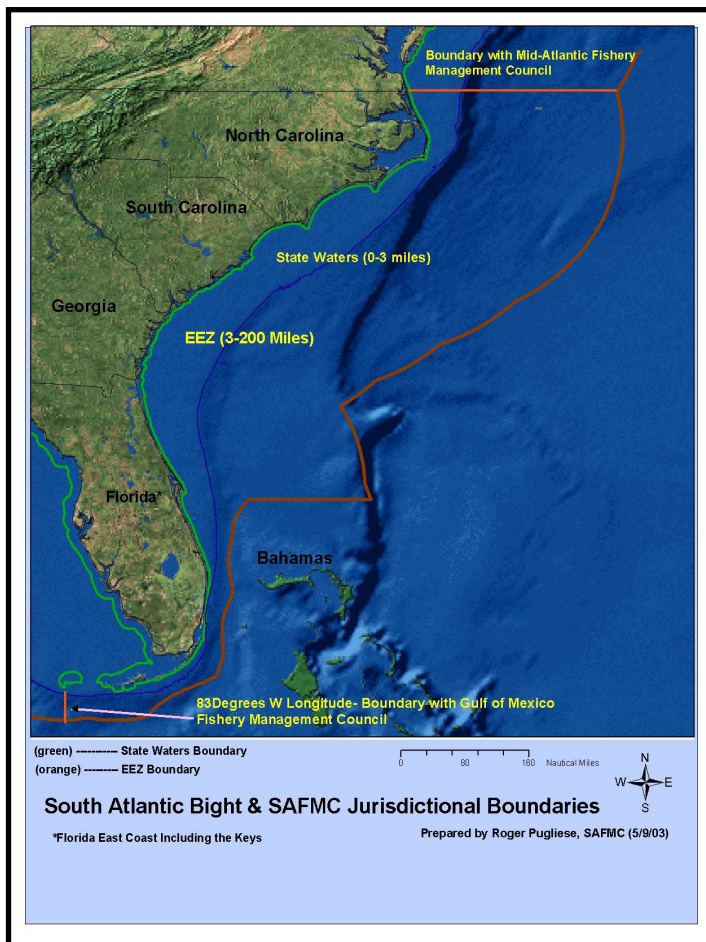 Boundary with Mid-Atlantic Fishery
Management Council
North Carolina
South Carolina
State Waters (0-3 miles)
Georgia
EEZ (3-200 Miles)
Florida*
Bahamas
83Degrees W Longitude- Boundary with Gulf of Mexico
Fishery Management Council
(green) ----------- State Waters Boundary
(orange) --------- EEZ Boundary
0 80 160 Nautical Miles
N
W E
S
South Atlantic Bight & SAFMC Jurisdictional Boundaries
*Florida East Coast Including the Keys
Prepared by Roger Pugliese, SAFMC (5/9/03)